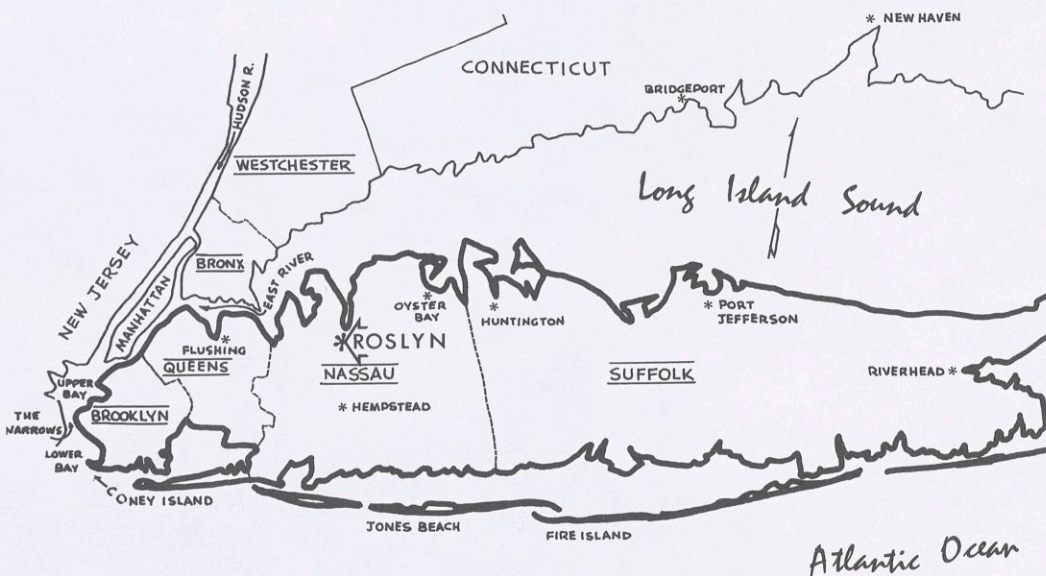 * NEW HAVEN
CONNECTICUT
BRIDGEPORT
*
HUDSON R.
WESTCHESTER
Long Island Sound
NEW JERSEY
MANHATTAN
BRONX
EAST RIVER
*
OYSTER
BAY
*
HUNTINGTON
* PORT
JEFFERSON
*
FLUSHING
QUEENS
*ROSLYN
NASSAU
SUFFOLK
RIVERHEAD *
UPPER
BAY
BROOKLYN
* HEMPSTEAD
THE
NARROWS
LOWER
BAY
CONEY ISLAND
JONES BEACH
FIRE ISLAND
Atlantic Ocean